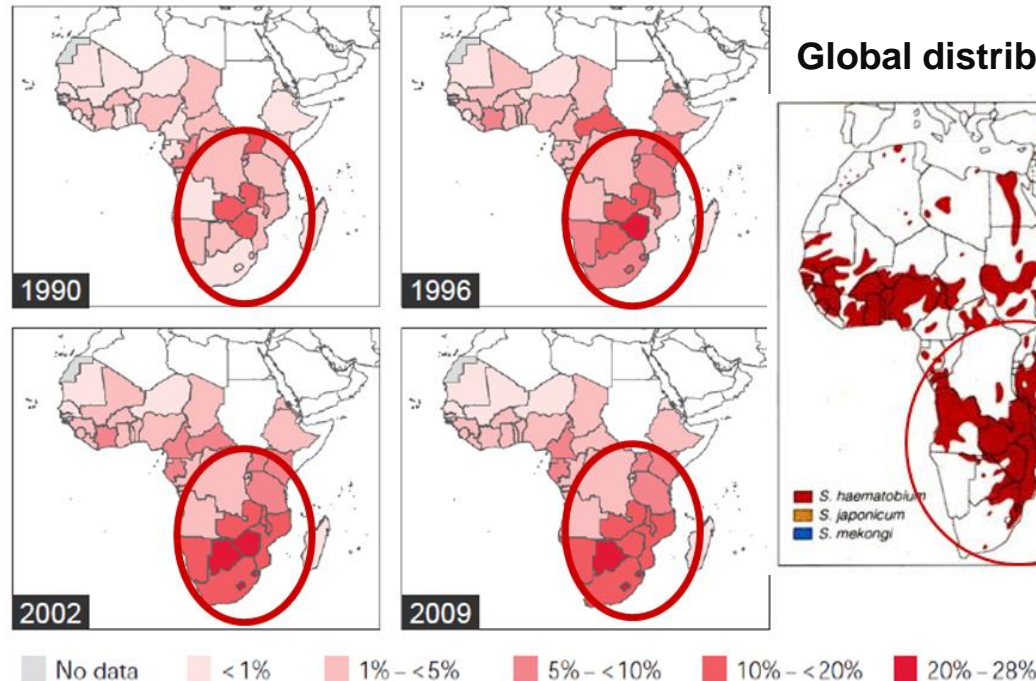 Global distrib
1990
1996
S. haematobium
S. japonicum
S. mekongi
2002
2009
No data <1% 1% – <5% 5% – <10% 10% – <20% 20% – 28%